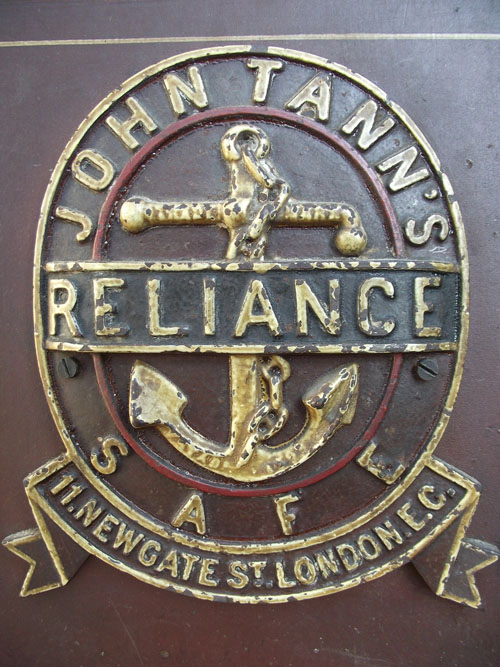 JOHN TANN'S
RELIANCE
SAFE
11.NEWGATE ST. LONDON.E.C.